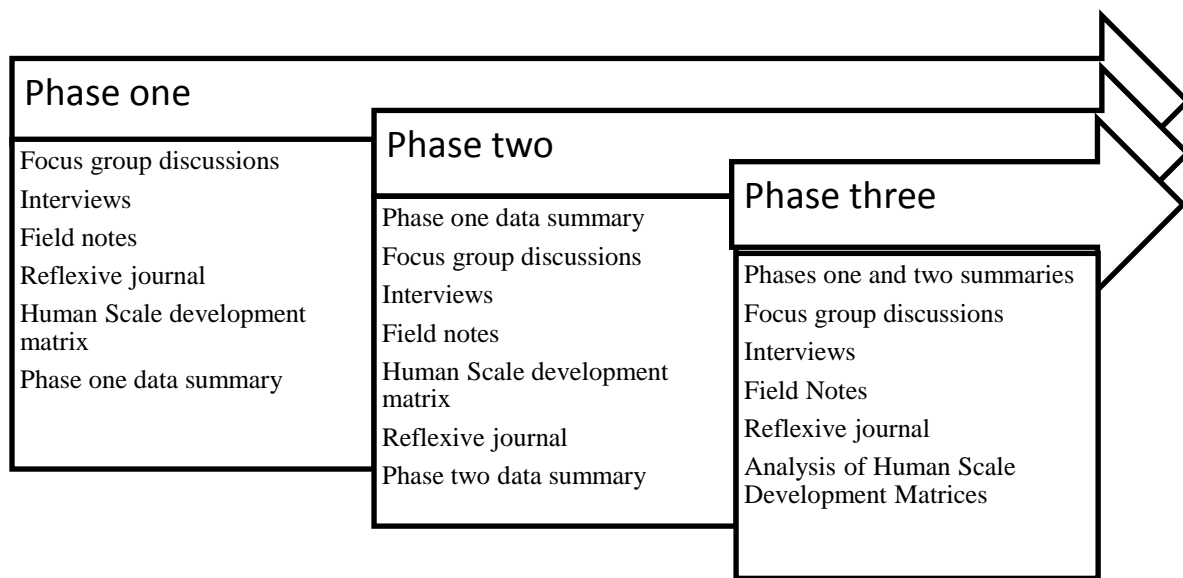 Phase one
Focus group discussions
Interviews
Field notes
Reflexive journal
Human Scale development
matrix
Phase one data summary
Phase two
Phase one data summary
Focus group discussions
Interviews
Field notes
Human Scale development
matrix
Reflexive journal
Phase two data summary
Phase three
Phases one and two summaries
Focus group discussions
Interviews
Field Notes
Reflexive journal
Analysis of Human Scale
Development Matrices